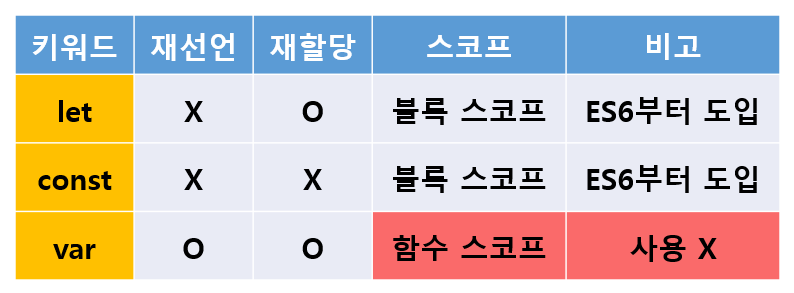 키워드 재선언 재할당 스코프 비고
let X O 블록 스코프 ES6부터 도입
const X X 블록 스코프 ES6부터 도입
var O O 함수 스코프 사용 X